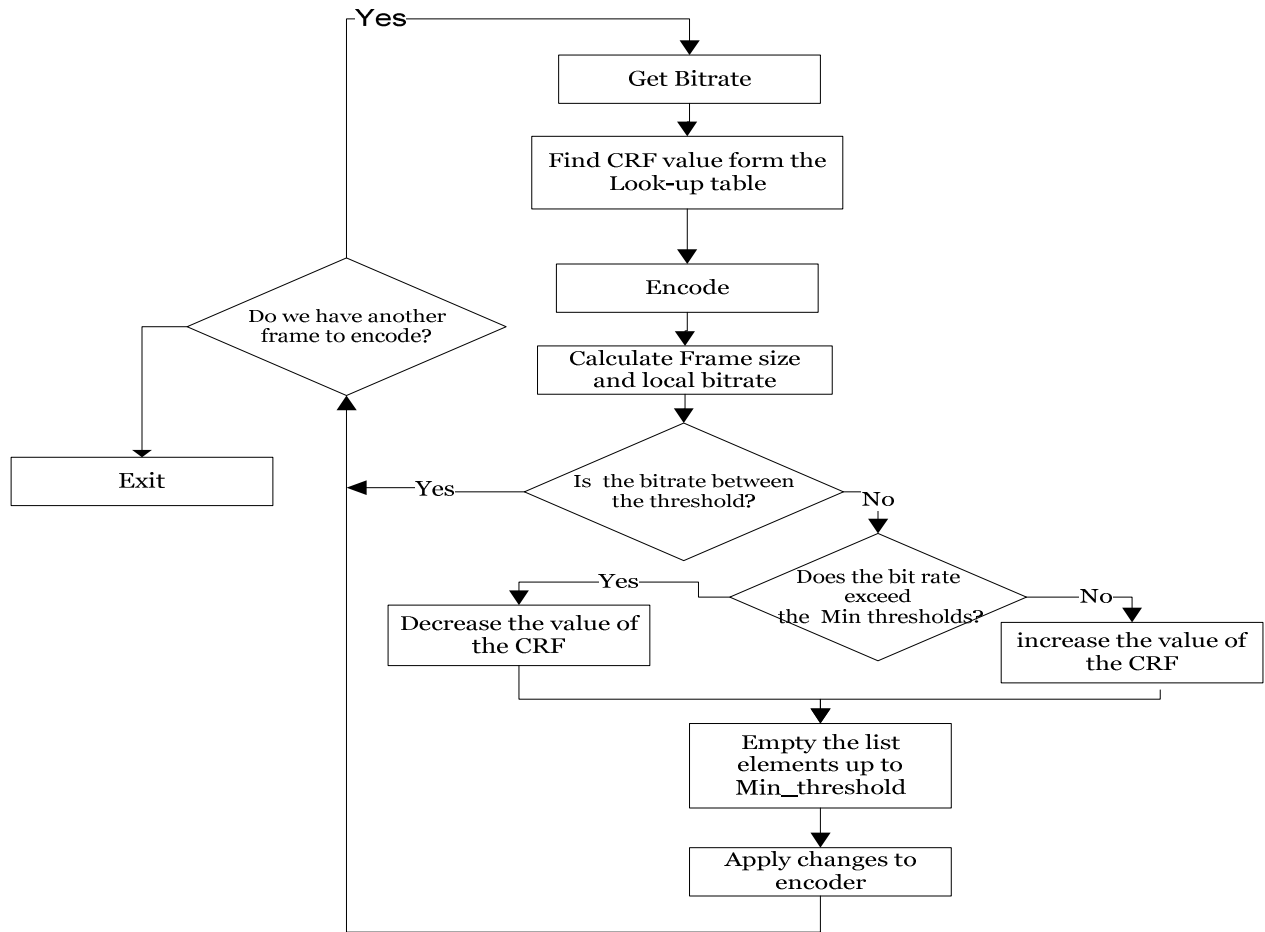 Yes
Get Bitrate
Find CRF value form the
Look-up table
Encode
Do we have another
frame to encode?
Calculate Frame size
and local bitrate
Exit
Is the bitrate between
the threshold?
Yes
No
Does the bit rate
exceed
the Min thresholds?
Yes
No
Decrease the value of
the CRF
increase the value of
the CRF
Empty the list
elements up to
Min_threshold
Apply changes to
encoder